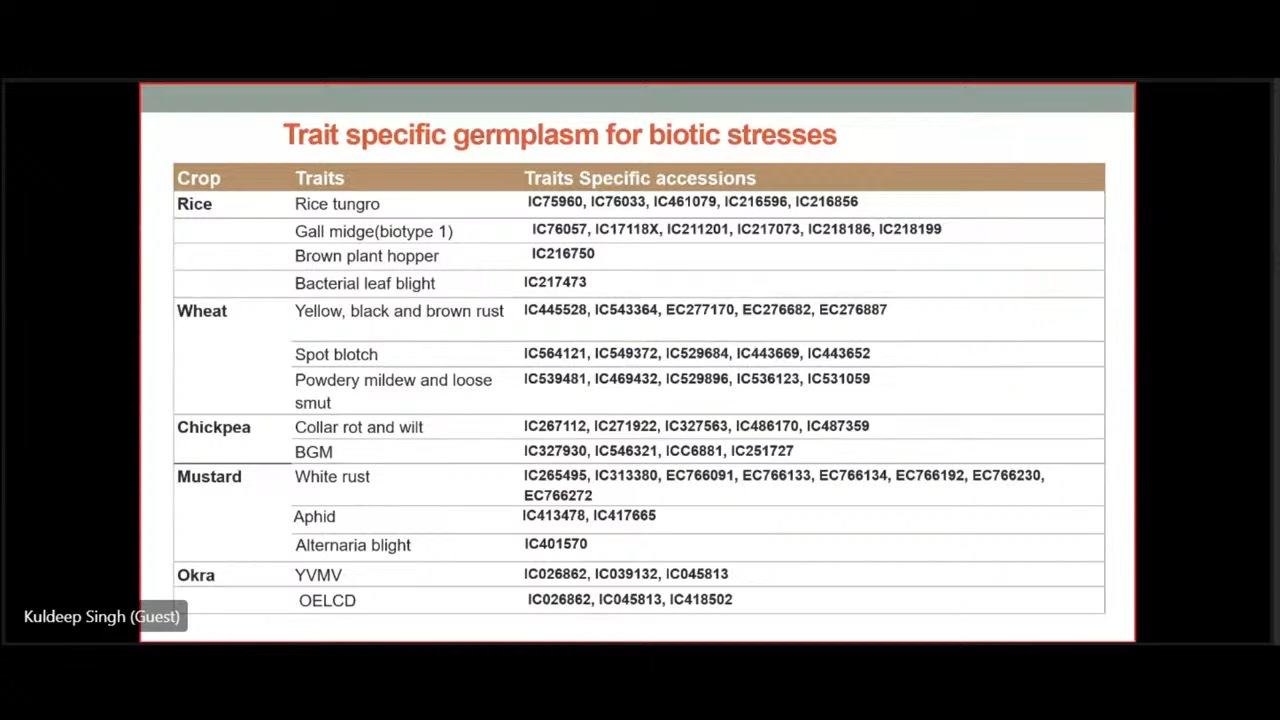 Trait specific germplasm for biotic stresses
Crop Traits Traits Specific accessions
Rice Rice tungro IC75960, IC76033, IC461079, IC216596, IC216856
Gall midge(biotype 1) IC76057, IC17118X, IC211201, IC217073, IC218186, IC218199
Brown plant hopper IC216750
Bacterial leaf blight IC217473
Wheat Yellow, black and brown rust IC445528, IC543364, EC277170, EC276682, EC276887
Spot blotch IC564121, IC549372, IC529684, IC443669, IC443652
Powdery mildew and loose IC539481, IC469432, IC529896, IC536123, IC531059
smut
Chickpea Collar rot and wilt IC267112, IC271922, IC327563, IC486170, IC487359
BGM IC327930, IC546321, ICC6881, IC251727
Mustard White rust IC265495, IC313380, EC766091, EC766133, EC766134, EC766192, EC766230,
EC766272
Aphid IC413478, IC417665
Alternaria blight IC401570
Okra YVMV IC026862, IC039132, IC045813
OELCD IC026862, IC045813, IC418502
Kuldeep Singh (Guest)